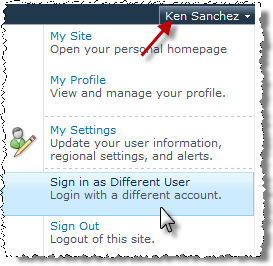 Ken Sanchez
My Site
Open your personal homepage
My Profile
View and manage your profile.
My Settings
Update your user information,
regional settings, and alerts.
Sign in as Different User
Login with a different account.
Sign Out
Logout of this site.